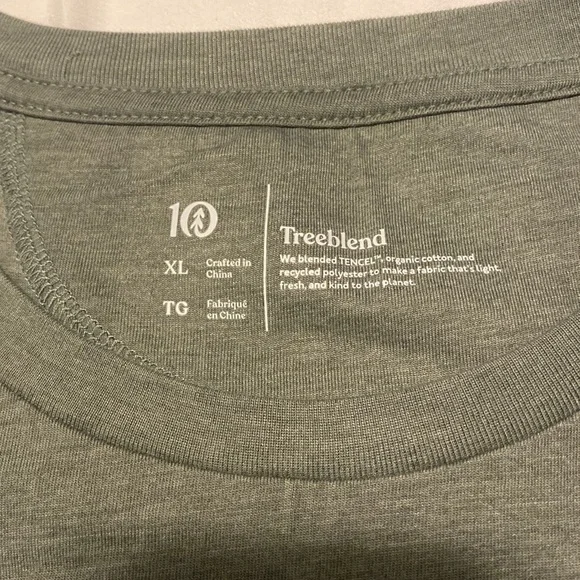 10
XL
Crafted in
China
TG
Fabriqué
en Chine
Treeblend
We blended TENCEL™, organic cotton, and
recycled polyester to make a fabric that's light,
fresh, and kind to the planet.